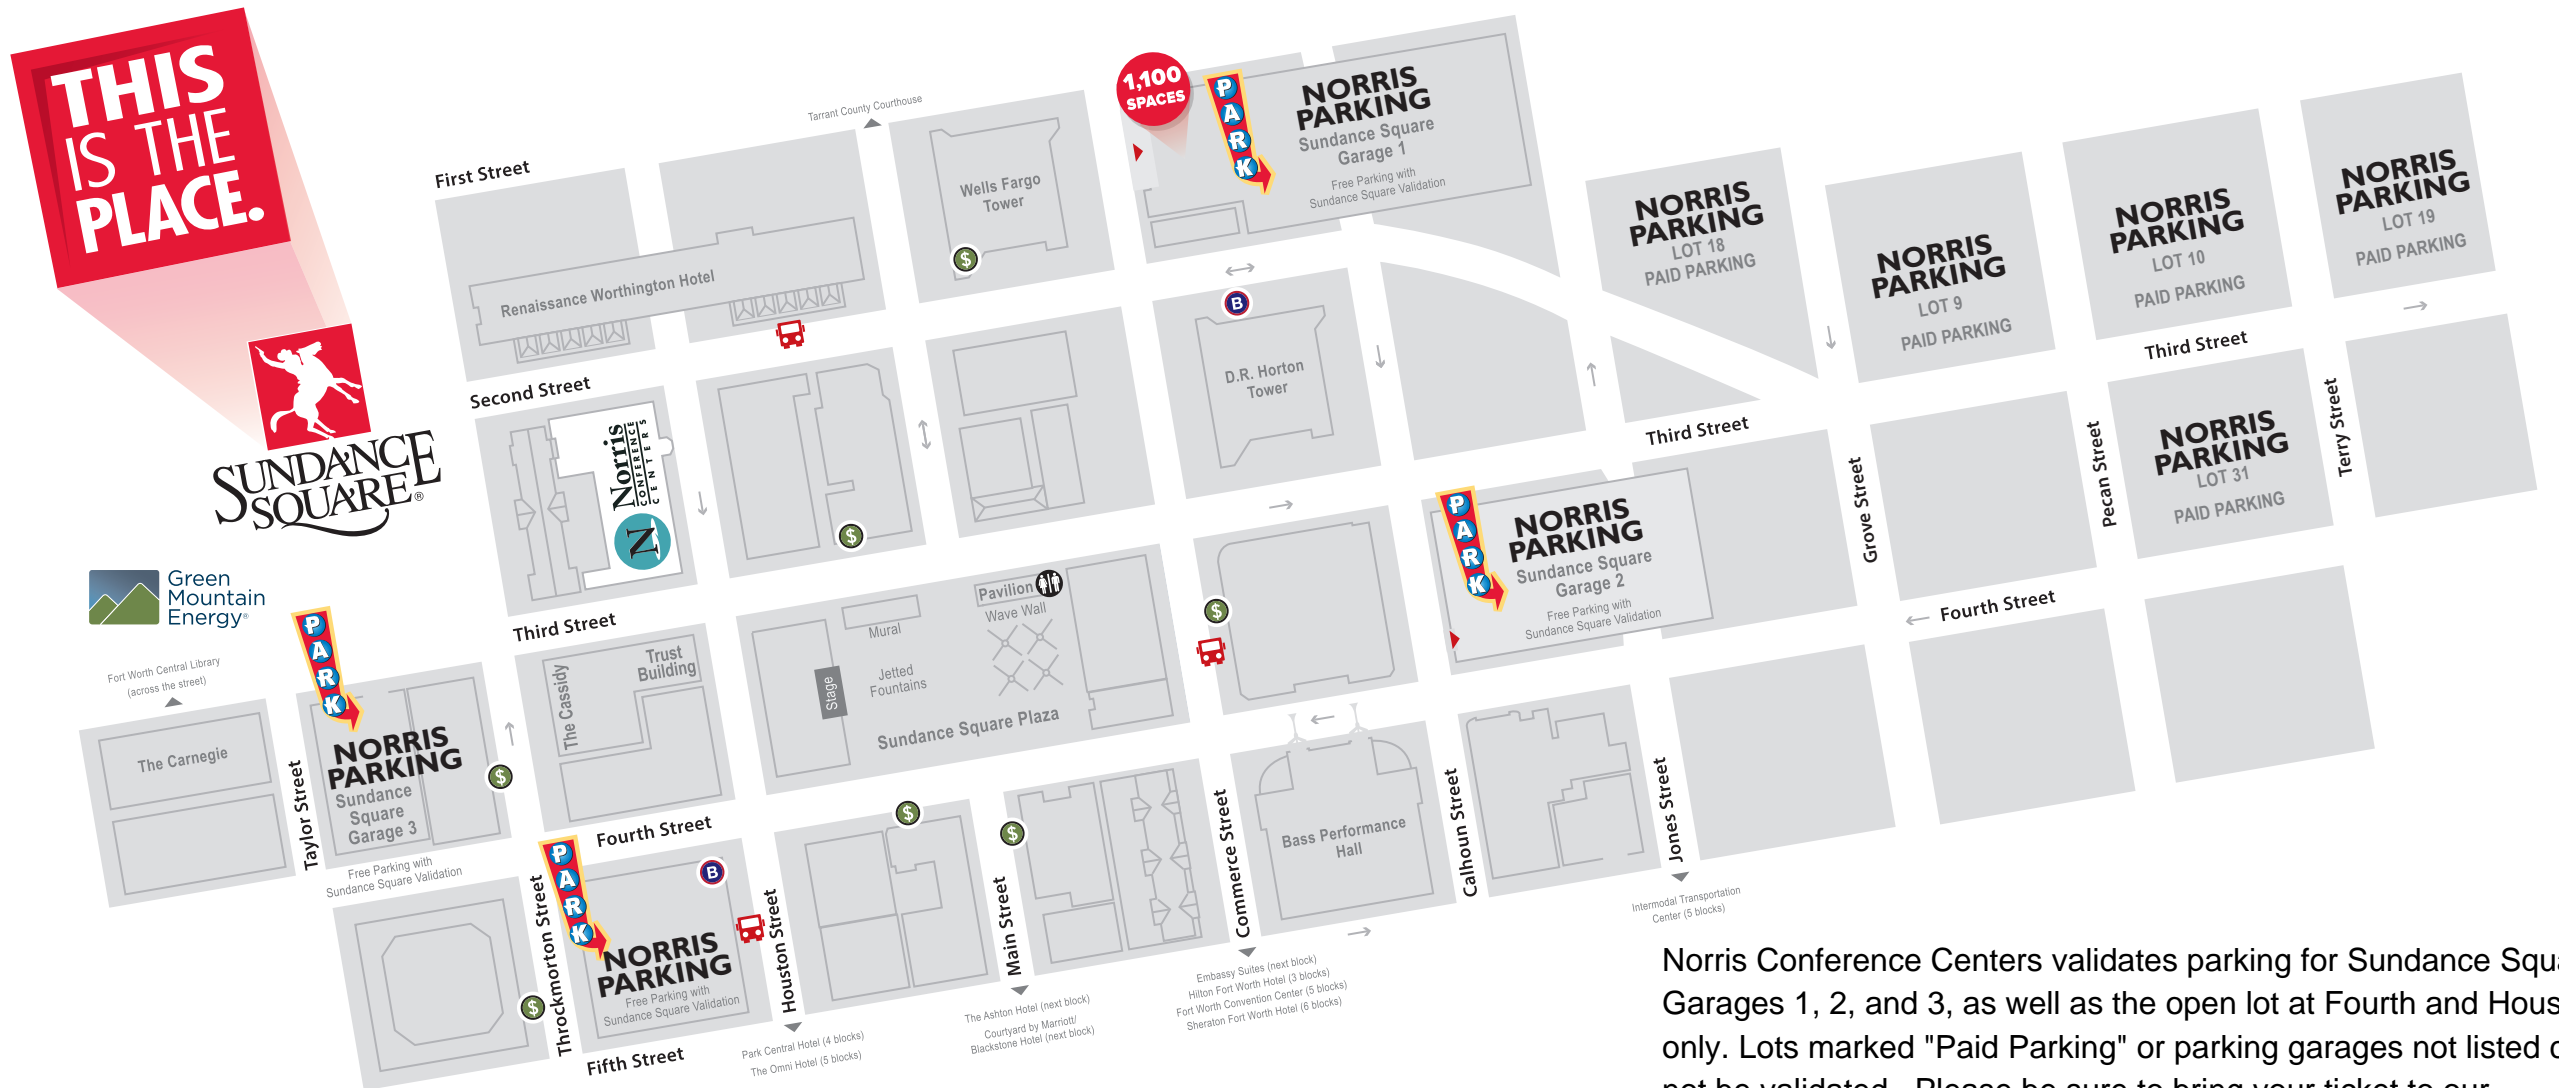 THIS
IS THE
PLACE.
SUNDANCE
SQUARE®
Green
Mountain
Energy®
First Street
Tarrant County Courthouse
Renaissance Worthington Hotel
Wells Fargo
Tower
$
1,100
SPACES
PARK
NORRIS
PARKING
Sundance Square
Garage 1
Free Parking with
Sundance Square Validation
NORRIS
PARKING
LOT 18
PAID PARKING
NORRIS
PARKING
LOT 9
PAID PARKING
NORRIS
PARKING
LOT 10
PAID PARKING
NORRIS
PARKING
LOT 19
PAID PARKING
Second Street
Norris
CONFERENCE
CENTERS
N
$
B
D.R. Horton
Tower
Third Street
Third Street
NORRIS
PARKING
LOT 31
PAID PARKING
Grove Street
Pecan Street
Terry Street
Third Street
Pavilion
Wave Wall
Mural
Jetted
Fountains
Stage
Sundance Square Plaza
$
PARK
NORRIS
PARKING
Sundance Square
Garage 2
Free Parking with
Sundance Square Validation
Fourth Street
Fort Worth Central Library
(across the street)
The Carnegie
Taylor Street
PARK
NORRIS
PARKING
Sundance
Square
Garage 3
Free Parking with
Sundance Square Validation
$
The Cassidy
Trust
Building
Fourth Street
PARK
B
NORRIS
PARKING
Free Parking with
Sundance Square Validation
$
Throckmorton Street
Fifth Street
Houston Street
Park Central Hotel (4 blocks)
The Omni Hotel (5 blocks)
$
$
Main Street
The Ashton Hotel (next block)
Courtyard by Marriott/
Blackstone Hotel (next block)
Commerce Street
Embassy Suites (next block)
Hilton Fort Worth Hotel (3 blocks)
Fort Worth Convention Center (5 blocks)
Sheraton Fort Worth Hotel (6 blocks)
Bass Performance
Hall
Calhoun Street
Jones Street
Intermodal Transportation
Center (5 blocks)
Norris Conference Centers validates parking for Sundance Squa
Garages 1, 2, and 3, as well as the open lot at Fourth and Hous
only. Lots marked "Paid Parking" or parking garages not listed
not be validated. Please be sure to bring your ticket to our